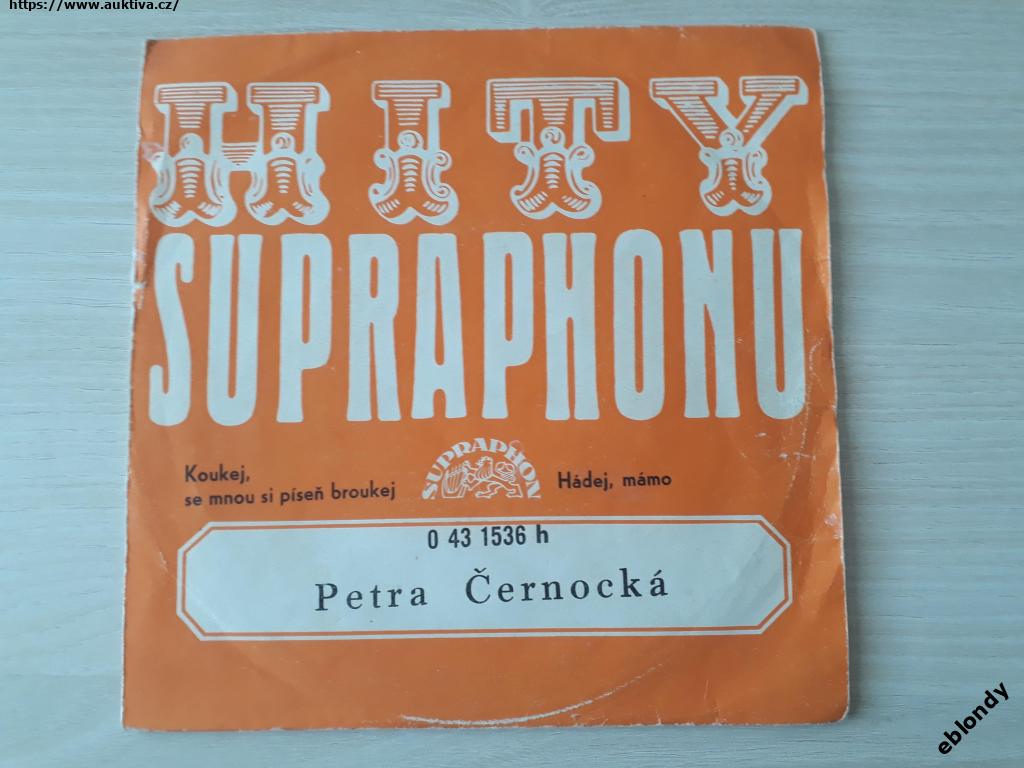 https://www.auktiva.cz/
HITY
SUPRAPHONU
Koukej,
se mnou si píseň broukej
SUPRAPHON
Hádej, mámo
0 43 1536 h
Petra Černocká
eblondy